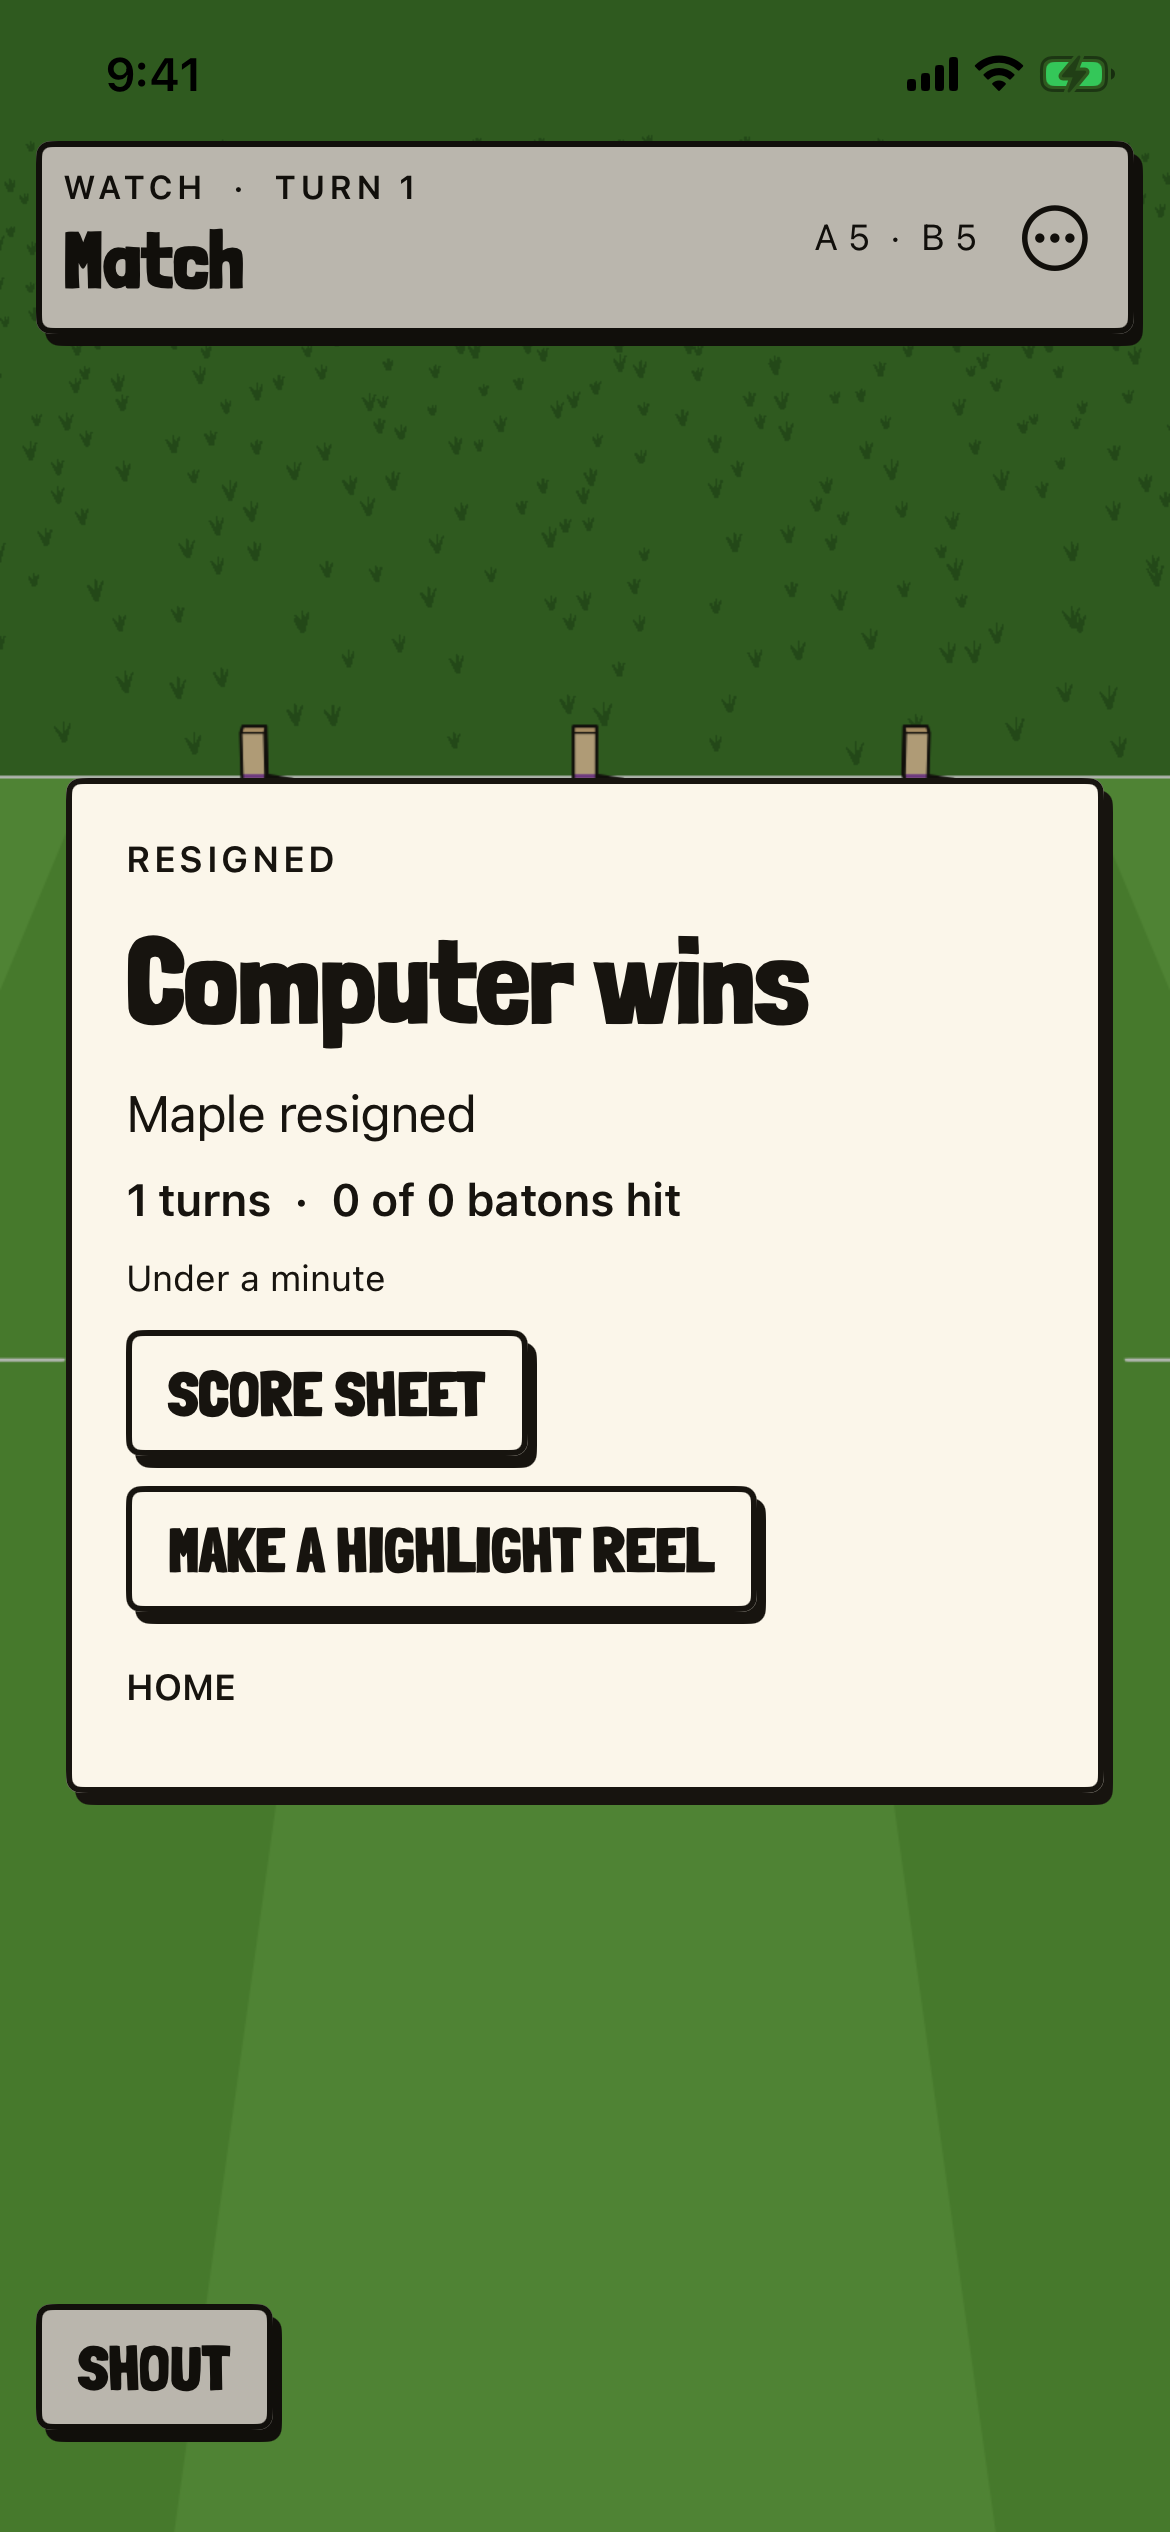 9:41
WATCH · TURN 1
Match
A 5 · B 5
RESIGNED
Computer wins
Maple resigned
1 turns · 0 of 0 batons hit
Under a minute
SCORE SHEET
MAKE A HIGHLIGHT REEL
HOME
SHOUT